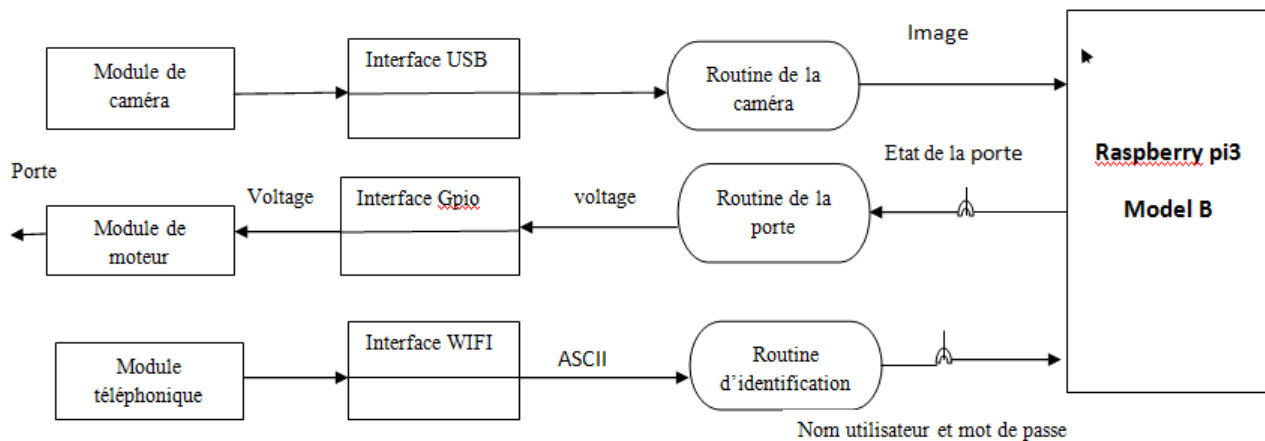 Image
Module de
caméra
Interface USB
Routine de la
caméra
Raspberry pi3
Model B
Porte
Module de
moteur
Voltage
Interface Gpio
voltage
Routine de la
porte
Etat de la porte
Module
téléphonique
Interface WIFI
ASCII
Routine
d’identification
Nom utilisateur et mot de passe